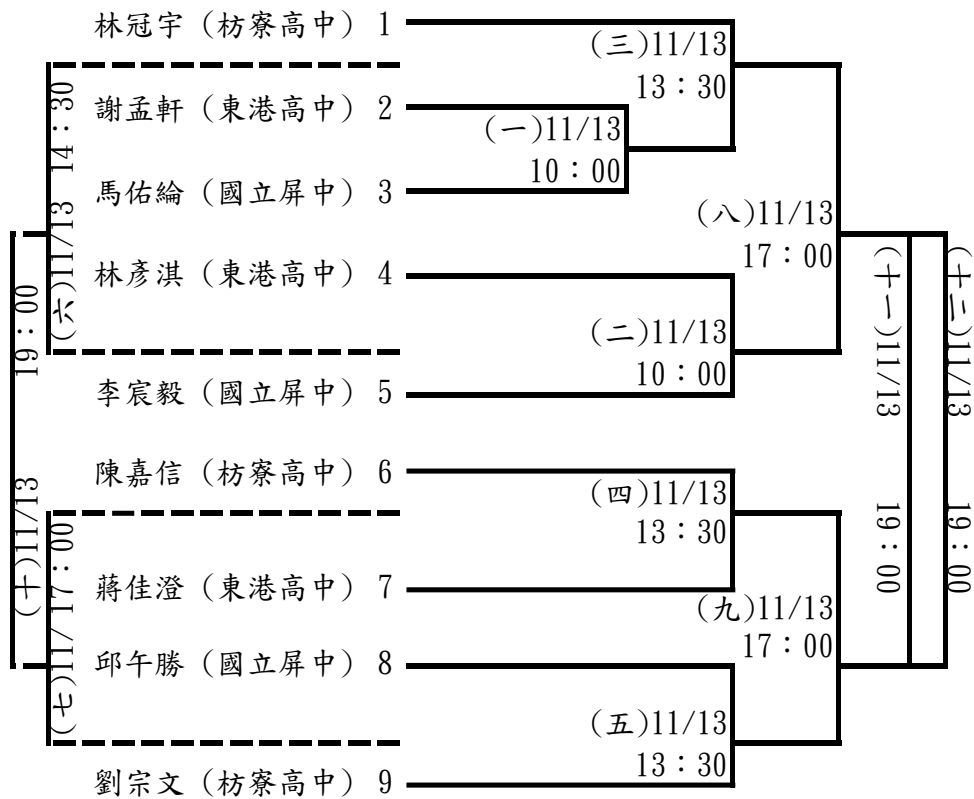 林冠宇 (枋寮高中) 1
(三)11/13
13：30
謝孟軒 (東港高中) 2
(一)11/13
10：00
馬佑綸 (國立屏中) 3
(六)11/13 14：30
(八)11/13
17：00
林彥淇 (東港高中) 4
(二)11/13
10：00
李宸毅 (國立屏中) 5
(十)11/13 19：00
(十一)11/13 19：00
(十二)11/13 19：00
陳嘉信 (枋寮高中) 6
(四)11/13
13：30
蔣佳澄 (東港高中) 7
(七)11/ 17：00
(九)11/13
17：00
邱午勝 (國立屏中) 8
(五)11/13
13：30
劉宗文 (枋寮高中) 9